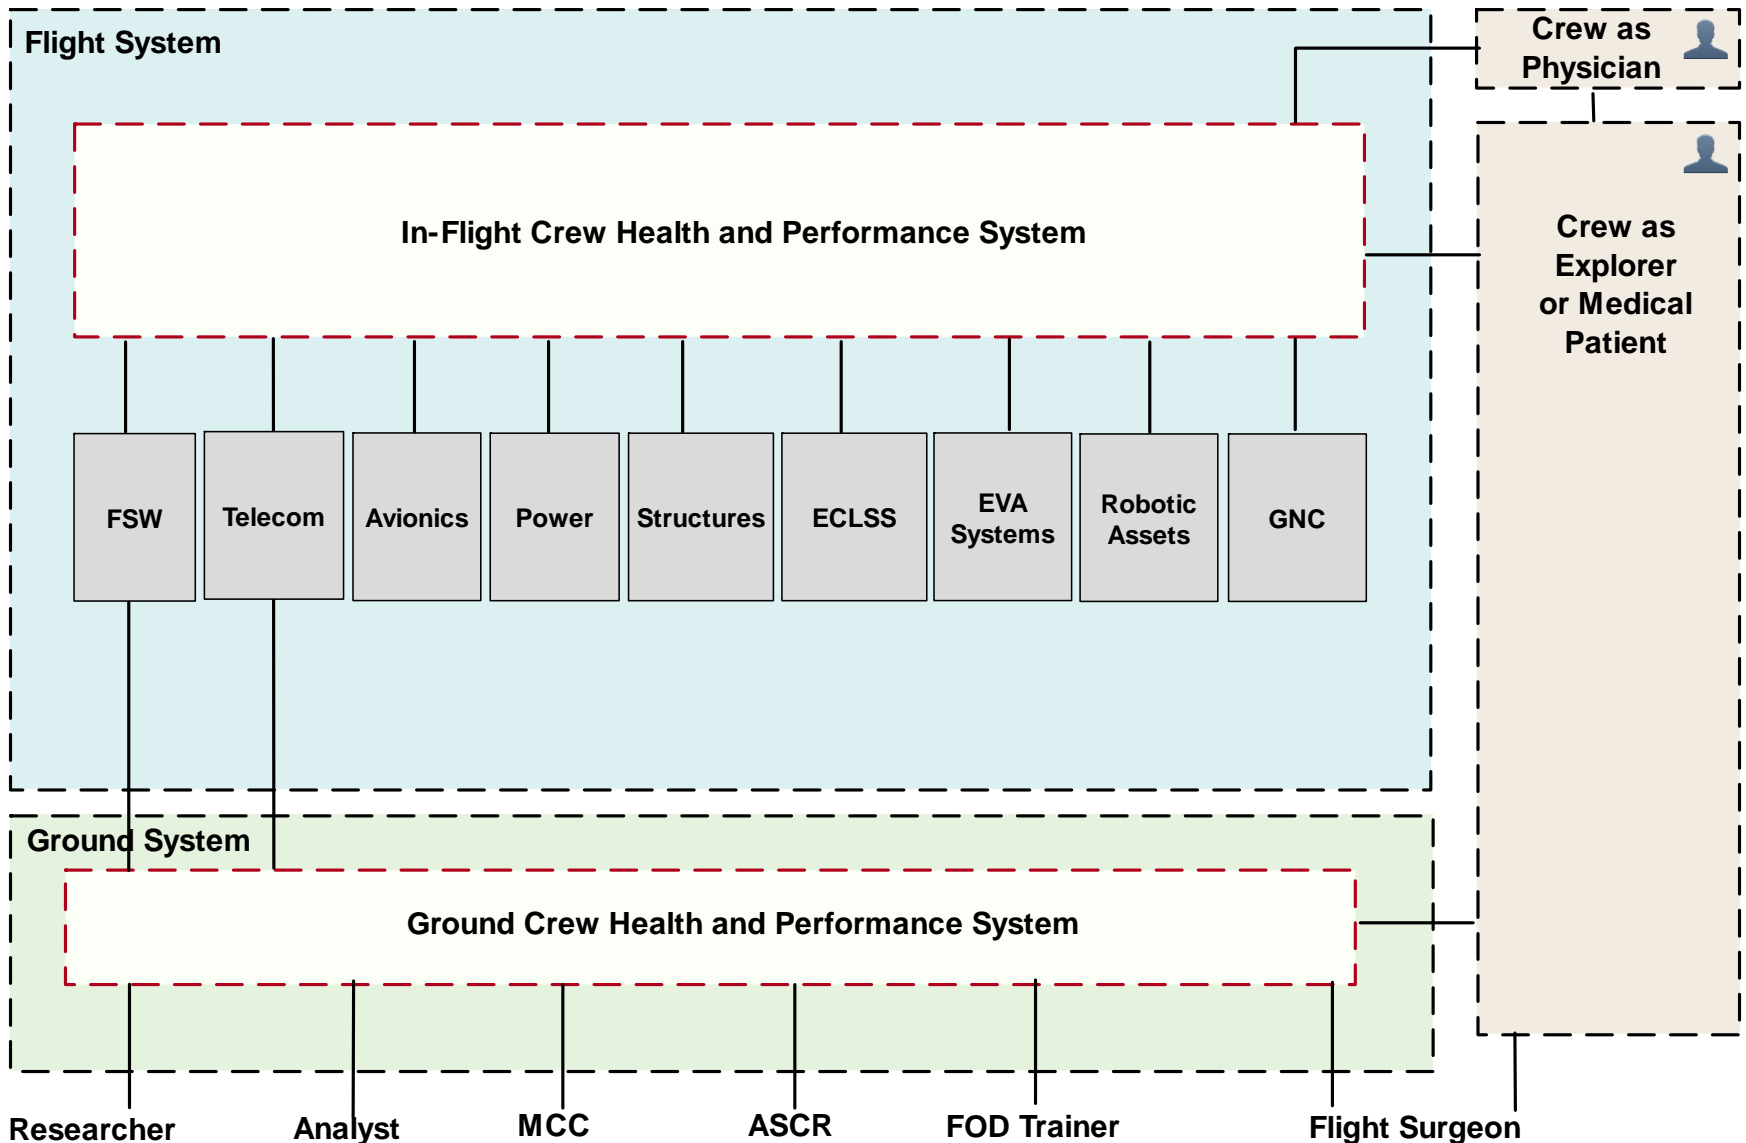 Flight System
Crew as
Physician
In-Flight Crew Health and Performance System
Crew as
Explorer
or Medical
Patient
FSW
Telecom
Avionics
Power
Structures
ECLSS
EVA
Systems
Robotic
Assets
GNC
Ground System
Ground Crew Health and Performance System
Researcher
Analyst
MCC
ASCR
FOD Trainer
Flight Surgeon